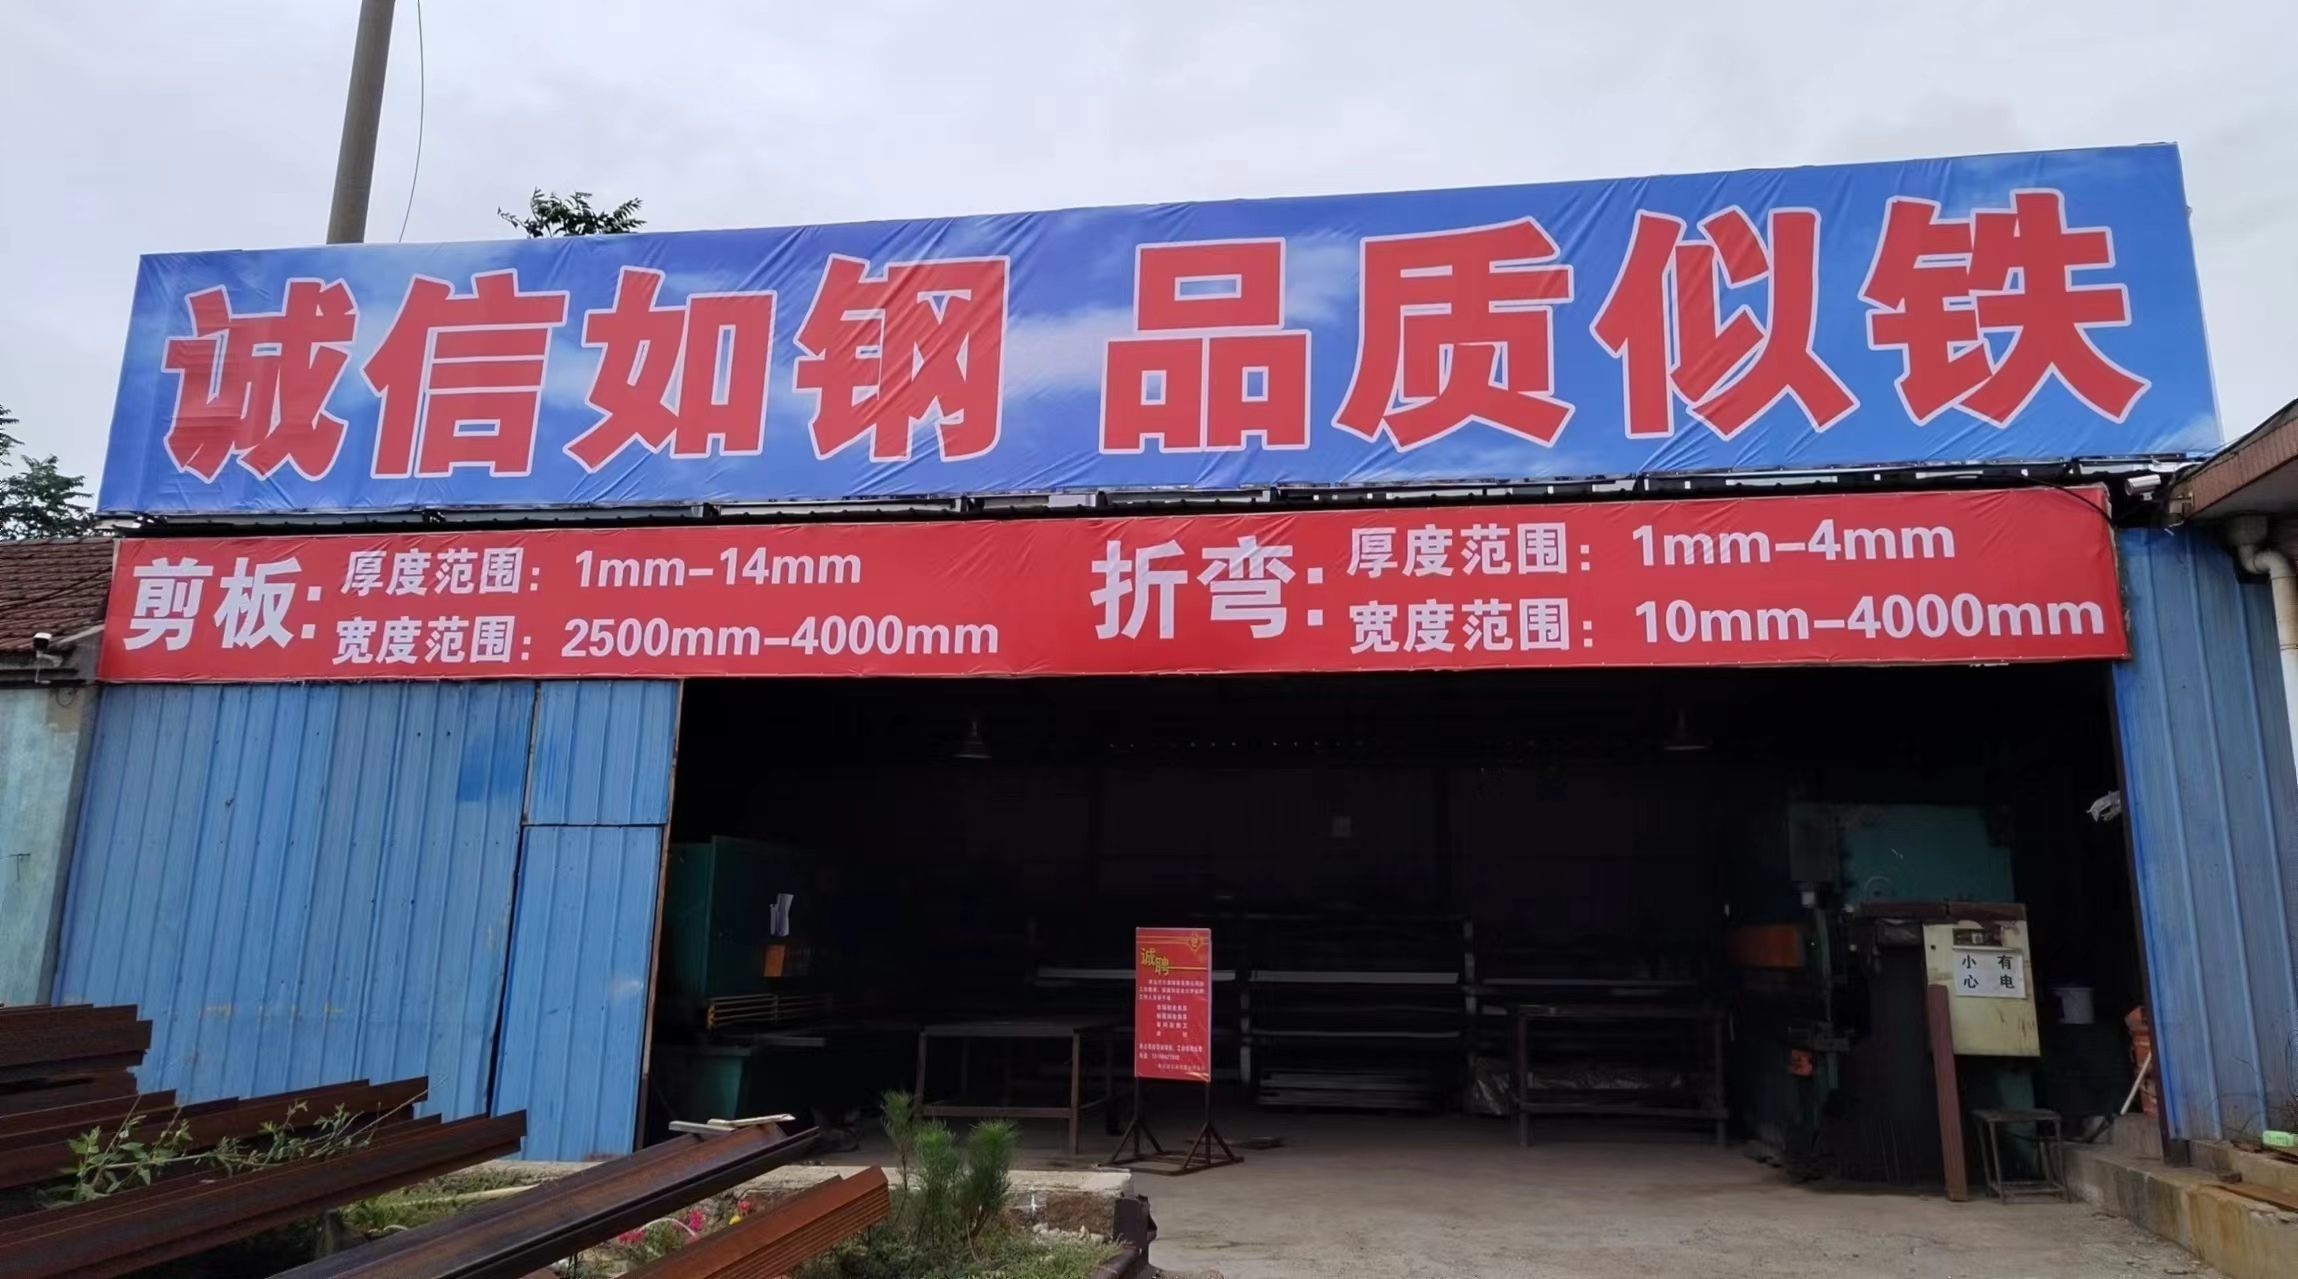 诚信如钢 品质似铁
剪板:
厚度范围: 1mm-14mm
宽度范围: 2500mm-4000mm
折弯:
厚度范围: 1mm-4mm
宽度范围: 10mm-4000mm
诚聘
小 有
心 电